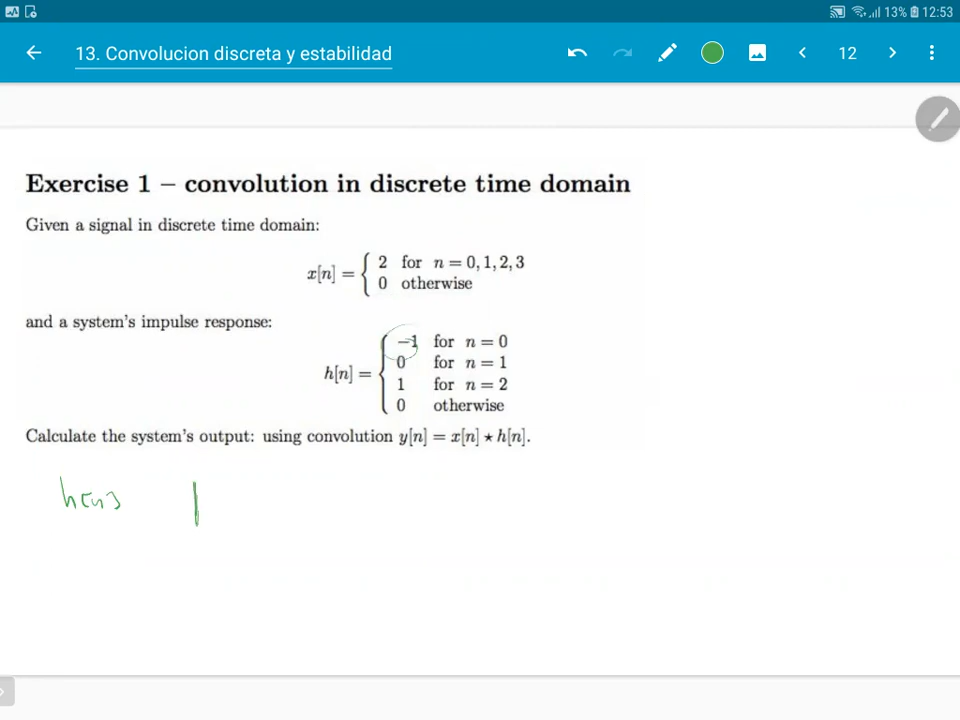 13% 12:53
13. Convolucion discreta y estabilidad 12
Exercise 1 – convolution in discrete time domain
Given a signal in discrete time domain:
x[n] = { 2 for n = 0, 1, 2, 3
0 otherwise
and a system's impulse response:
h[n] = { −1 for n = 0
0 for n = 1
1 for n = 2
0 otherwise
Calculate the system's output: using convolution y[n] = x[n] ⋆ h[n].
h[n]